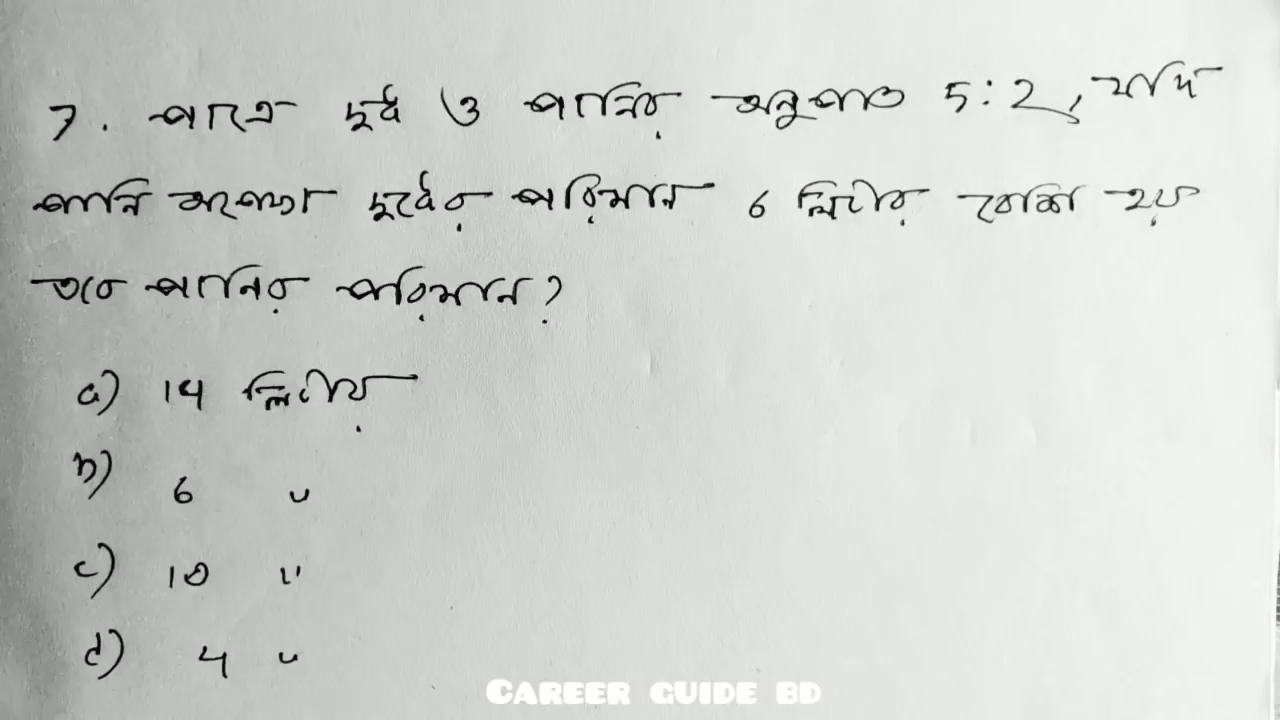 7. পাত্রে দুধ ও পানির অনুপাত 5:2, যদি
পানি অপেক্ষা দুধের পরিমান 6 লিটার বেশি হয়
তবে পানির পরিমান?
a) 14 লিটার
b) 6 "
c) 10 "
d) 4 "
CAREER GUIDE BD